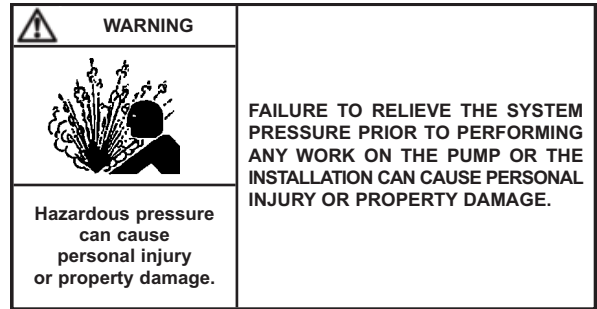 WARNING
Hazardous pressure
can cause
personal injury
or property damage.
FAILURE TO RELIEVE THE SYSTEM
PRESSURE PRIOR TO PERFORMING
ANY WORK ON THE PUMP OR THE
INSTALLATION CAN CAUSE PERSONAL
INJURY OR PROPERTY DAMAGE.